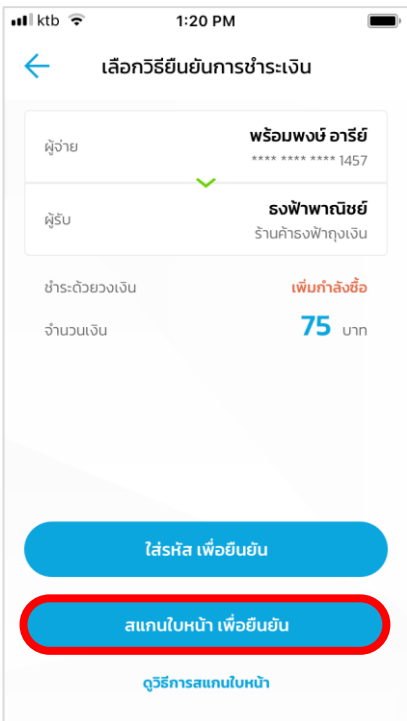 ktb 1:20 PM
เลือกวิธียืนยันการชำระเงิน
ผู้จ่าย พร้อมพงษ์ อารีย์
**** **** **** 1457
ผู้รับ ธงฟ้าพาณิชย์
ร้านค้าธงฟ้าถุงเงิน
ชำระด้วยวงเงิน เพิ่มกำลังซื้อ
จำนวนเงิน 75 บาท
ใส่รหัส เพื่อยืนยัน
สแกนใบหน้า เพื่อยืนยัน
ดูวิธีการสแกนใบหน้า